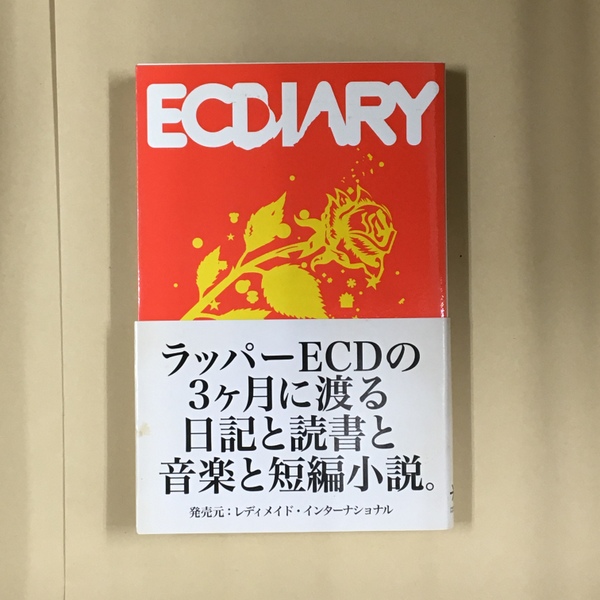 ECDIARY
ラッパーECDの
3ヶ月に渡る
日記と読書と
音楽と短編小説。
発売元：レディメイド・インターナショナル